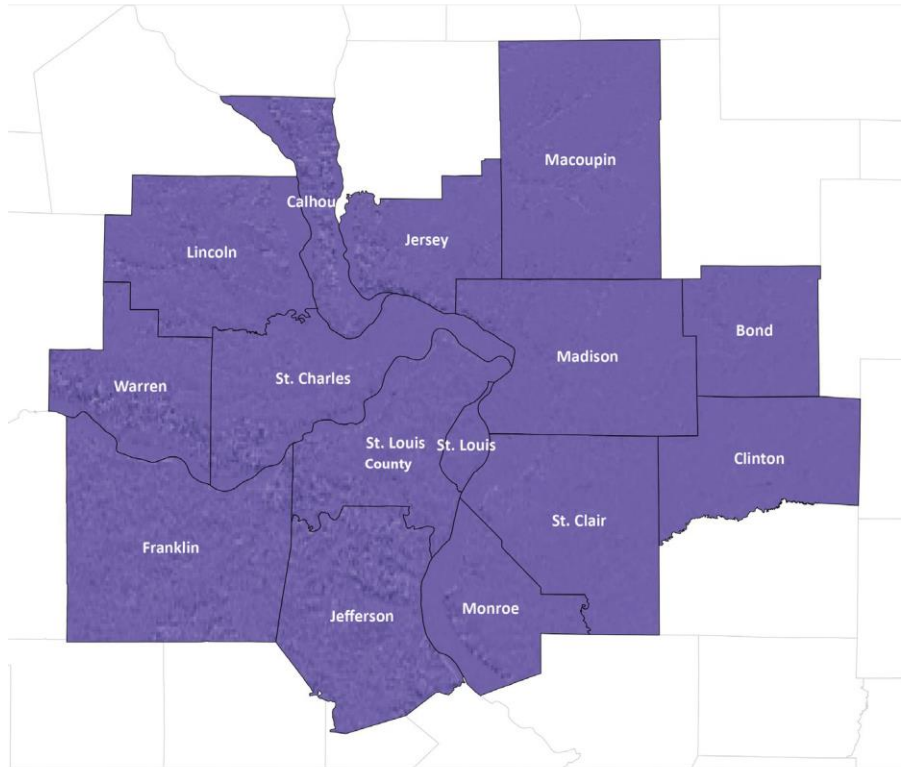 Macoupin
Calhou
Jersey
Lincoln
Bond
Madison
St. Charles
Warren
St. Louis
County
St. Louis
Clinton
St. Clair
Franklin
Monroe
Jefferson